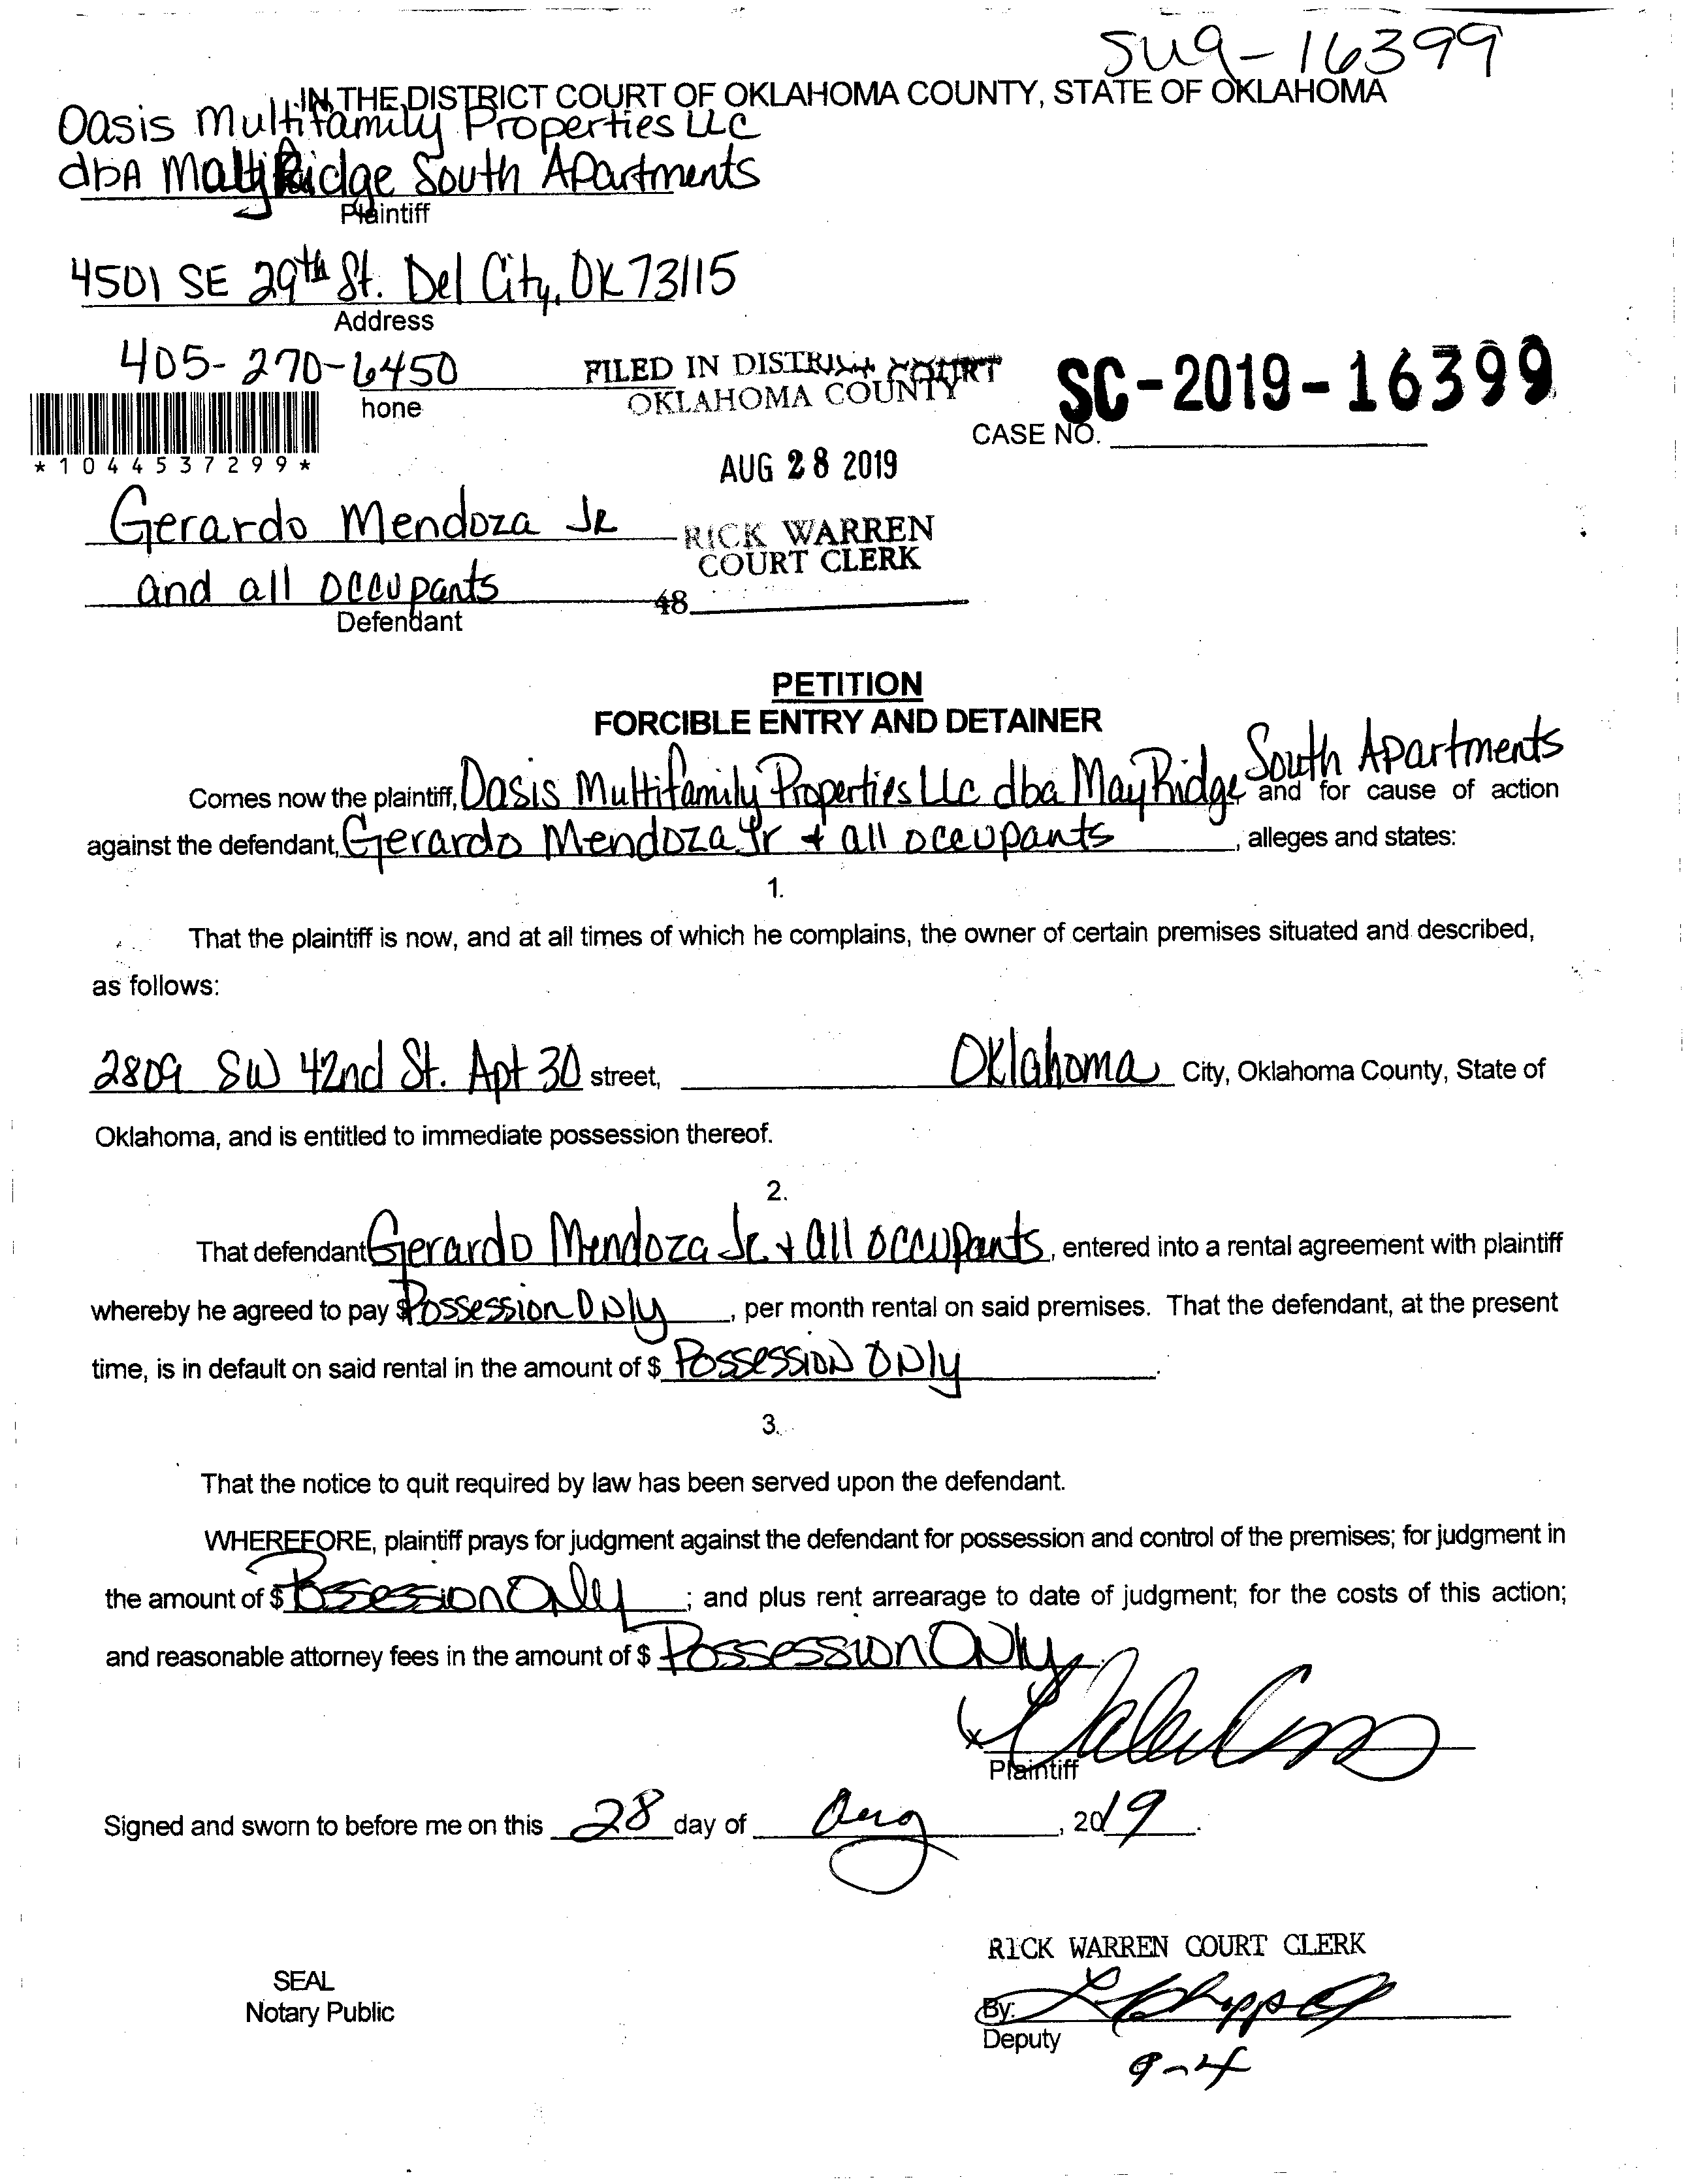 SC19-16399
IN THE DISTRICT COURT OF OKLAHOMA COUNTY, STATE OF OKLAHOMA
Oasis Multifamily Properties LLC
dbA May Ridge South Apartments
Plaintiff
4501 SE 29th St. Del City, OK 73115
Address
405-270-6450
hone
FILED IN DISTRICT COURT
OKLAHOMA COUNTY
SC-2019-16399
CASE NO.
*1044537299*
AUG 28 2019
Gerardo Mendoza Jr
RICK WARREN
COURT CLERK
and all occupants
48
Defendant
PETITION
FORCIBLE ENTRY AND DETAINER
Comes now the plaintiff, Oasis Multifamily Properties LLc dba May Ridge South Apartments and for cause of action
against the defendant, Gerardo Mendoza Jr + all occupants, alleges and states:
1.
That the plaintiff is now, and at all times of which he complains, the owner of certain premises situated and described,
as follows:
2809 SW 42nd St. Apt 30 street, Oklahoma City, Oklahoma County, State of
Oklahoma, and is entitled to immediate possession thereof.
2.
That defendant Gerardo Mendoza Jr + all occupants, entered into a rental agreement with plaintiff
whereby he agreed to pay $ Possession Only, per month rental on said premises. That the defendant, at the present
time, is in default on said rental in the amount of $ Possession Only.
3.
That the notice to quit required by law has been served upon the defendant.
WHEREFORE, plaintiff prays for judgment against the defendant for possession and control of the premises; for judgment in
the amount of $ Possession Only; and plus rent arrearage to date of judgment; for the costs of this action;
and reasonable attorney fees in the amount of $ Possession Only.
x
Plaintiff
Signed and sworn to before me on this 28 day of Aug, 2019.
RICK WARREN COURT CLERK
SEAL
Notary Public
By:
Deputy
9-4